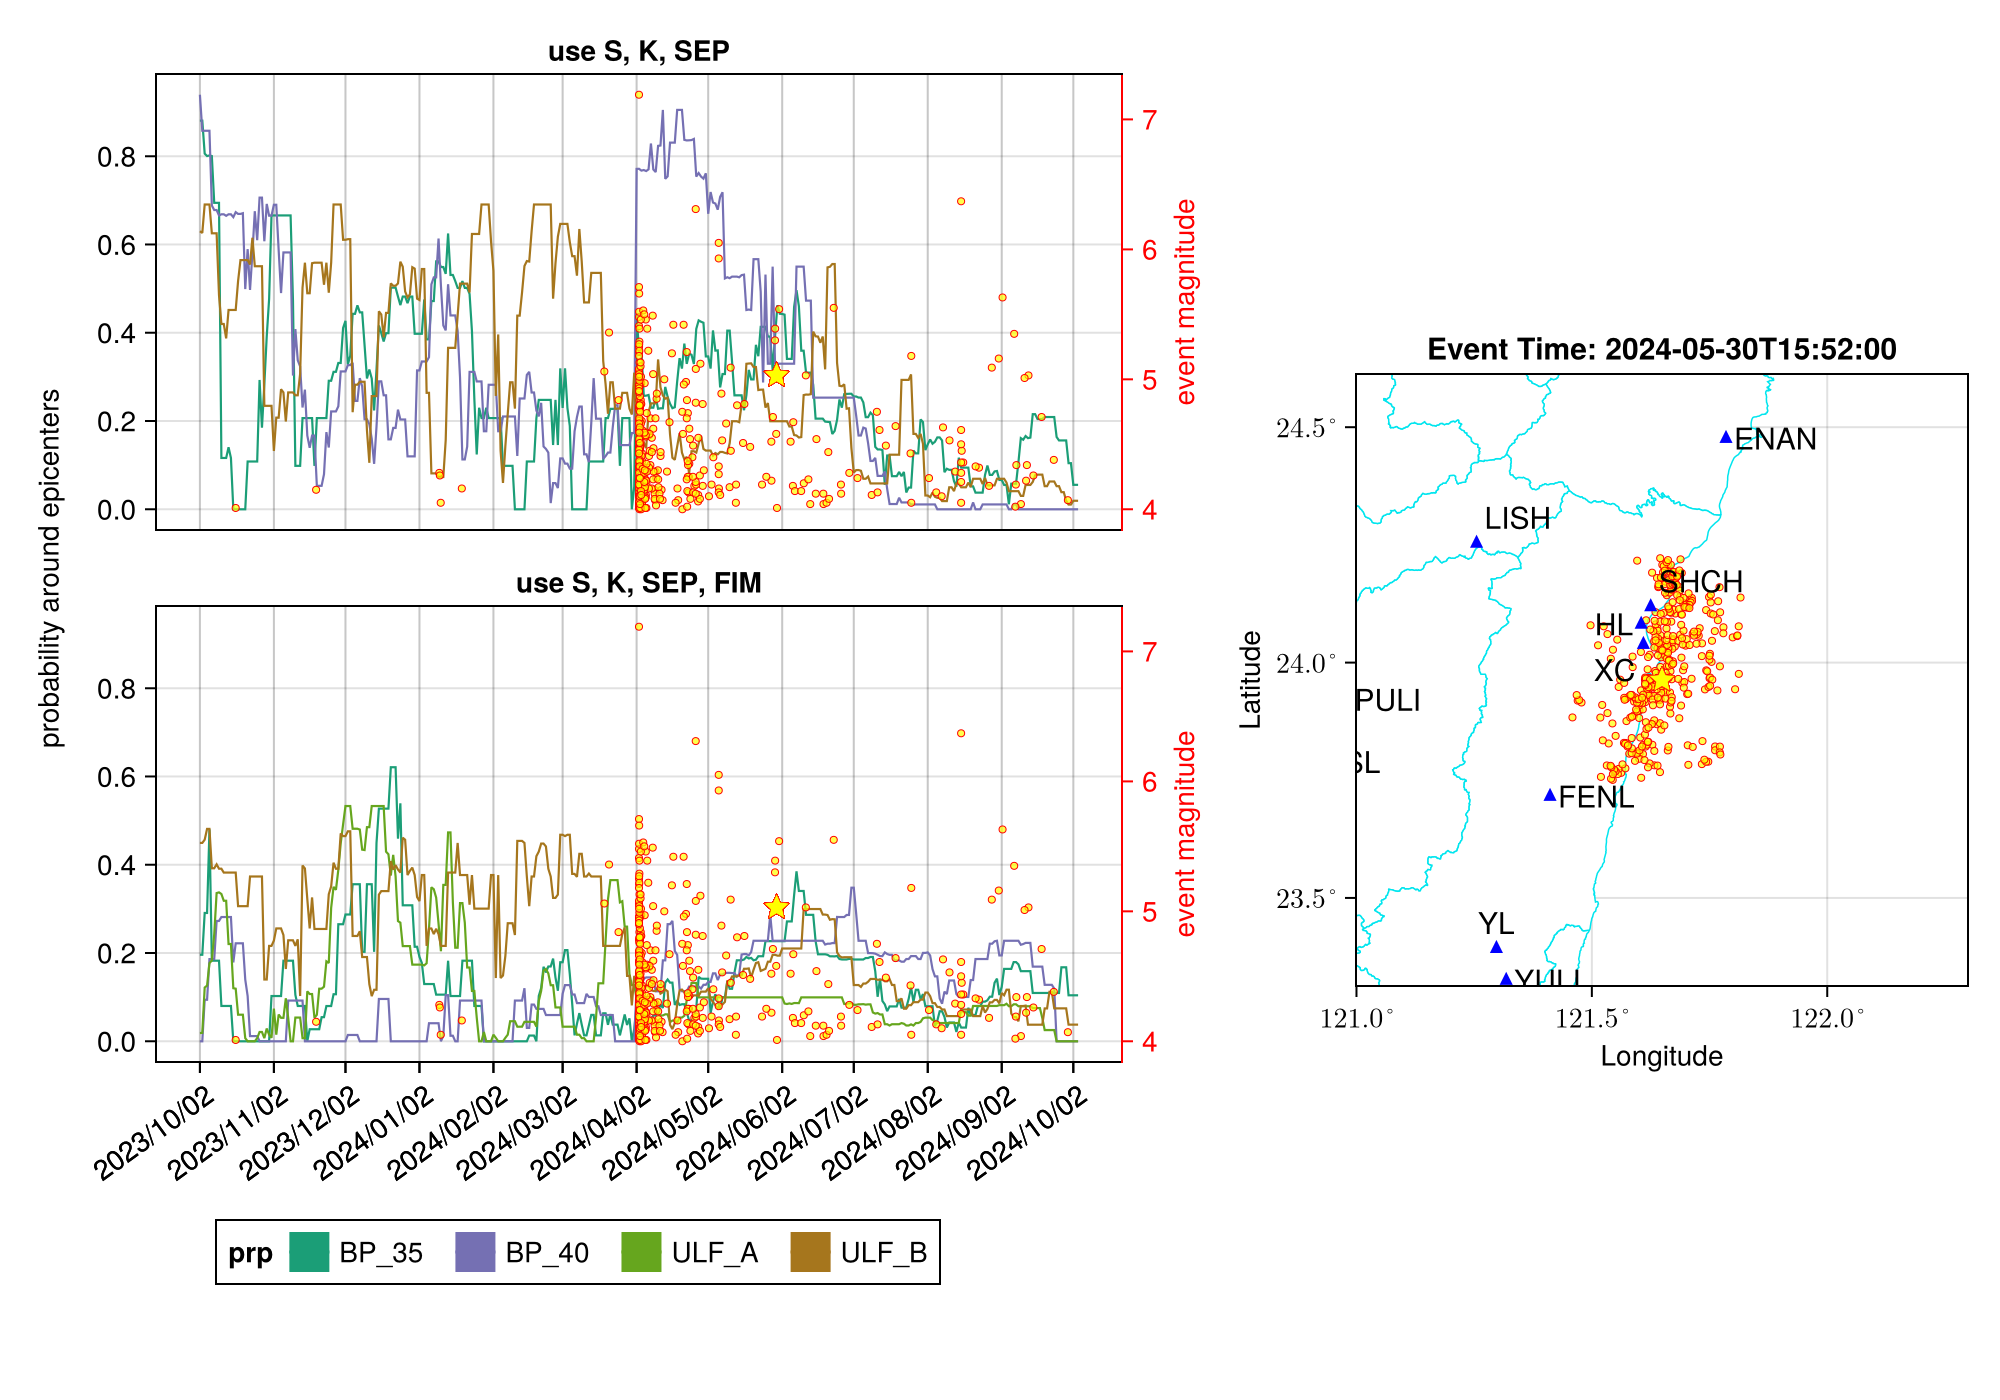 use S, K, SEP
0.8
0.6
0.4
0.2
0.0
7
6
5
4
event magnitude
probability around epicenters
use S, K, SEP, FIM
0.8
0.6
0.4
0.2
0.0
7
6
5
4
event magnitude
2023/10/02
2023/11/02
2023/12/02
2024/01/02
2024/02/02
2024/03/02
2024/04/02
2024/05/02
2024/06/02
2024/07/02
2024/08/02
2024/09/02
2024/10/02
prp BP_35 BP_40 ULF_A ULF_B
Event Time: 2024-05-30T15:52:00
24.5°
24.0°
23.5°
Latitude
ENAN
LISH
SHCH
HL
XC
PULI
SL
FENL
YL
YULI
121.0° 121.5° 122.0°
Longitude